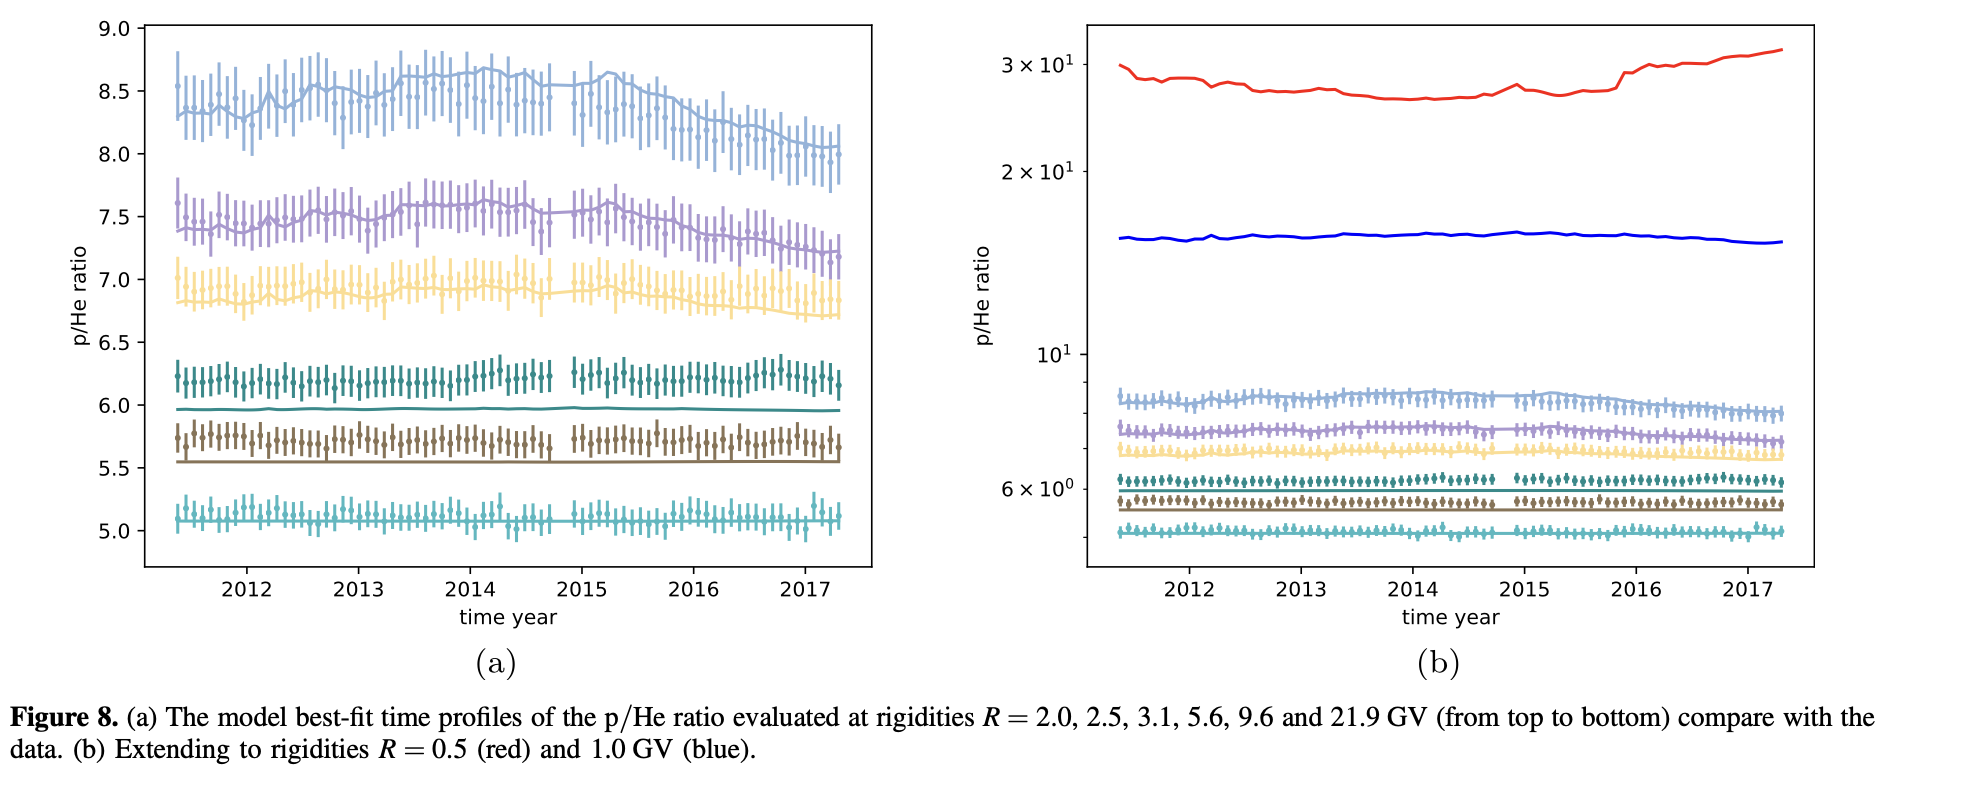 9.0
8.5
8.0
7.5
7.0
6.5
6.0
5.5
5.0
p/He ratio
2012 2013 2014 2015 2016 2017
time year
(a)
3 × 10¹
2 × 10¹
10¹
6 × 10⁰
p/He ratio
2012 2013 2014 2015 2016 2017
time year
(b)
Figure 8. (a) The model best-fit time profiles of the p/He ratio evaluated at rigidities R = 2.0, 2.5, 3.1, 5.6, 9.6 and 21.9 GV (from top to bottom) compare with the
data. (b) Extending to rigidities R = 0.5 (red) and 1.0 GV (blue).